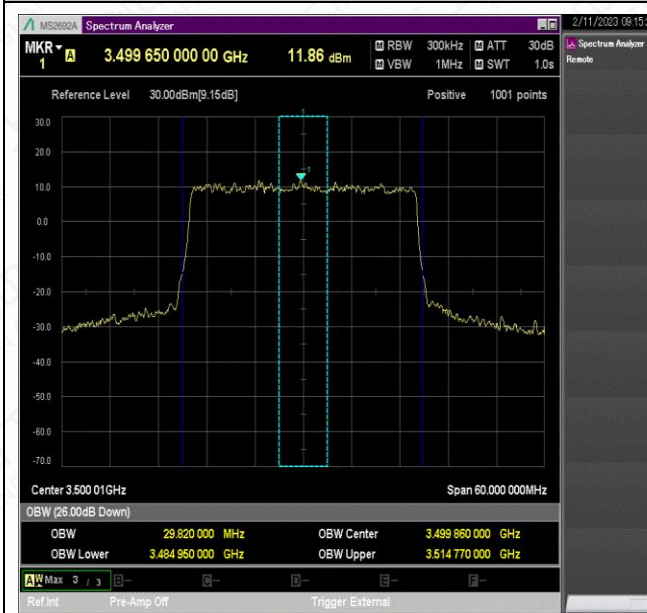 MS2692A Spectrum Analyzer
2/11/2023 09:15:2
MKR 1 A 3.499 650 000 00 GHz 11.86 dBm
M RBW 300kHz M ATT 30dB
M VBW 1MHz M SWT 1.0s
Spectrum Analyzer
Remote
Reference Level 30.00dBm[9.15dB] Positive 1001 points
30.0
20.0
10.0
0.0
-10.0
-20.0
-30.0
-40.0
-50.0
-60.0
-70.0
1
1
Center 3.500 01GHz Span 60.000 000MHz
OBW (26.00dB Down)
OBW 29.820 000 MHz OBW Center 3.499 860 000 GHz
OBW Lower 3.484 950 000 GHz OBW Upper 3.514 770 000 GHz
A W Max 3 / 3 B- C- D- E- F-
Ref.Int Pre-Amp Off Trigger External